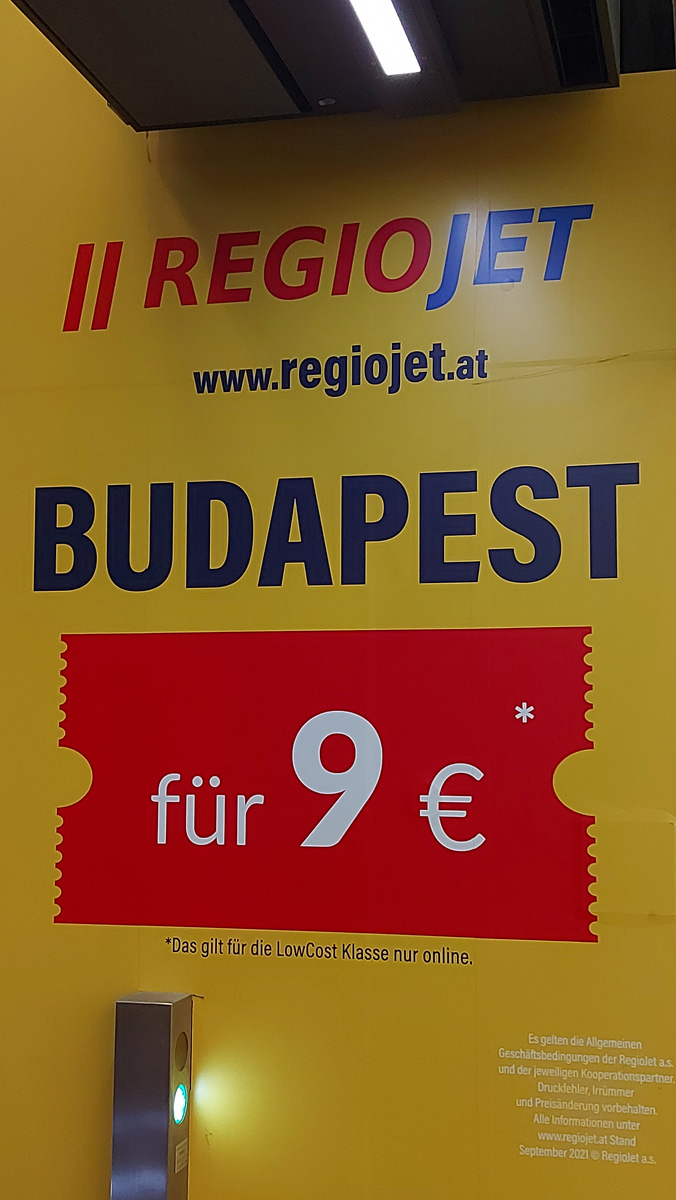 REGIOJET
www.regiojet.at
BUDAPEST
für 9 € *
*Das gilt für die LowCost Klasse nur online.
Es gelten die Allgemeinen
Geschäftsbedingungen der RegioJet a.s.
und der jeweiligen Kooperationspartner.
Druckfehler, Irrümmer
und Preisänderung vorbehalten.
Alle Informationen unter
www.regiojet.at Stand
September 2021 © RegioJet a.s.